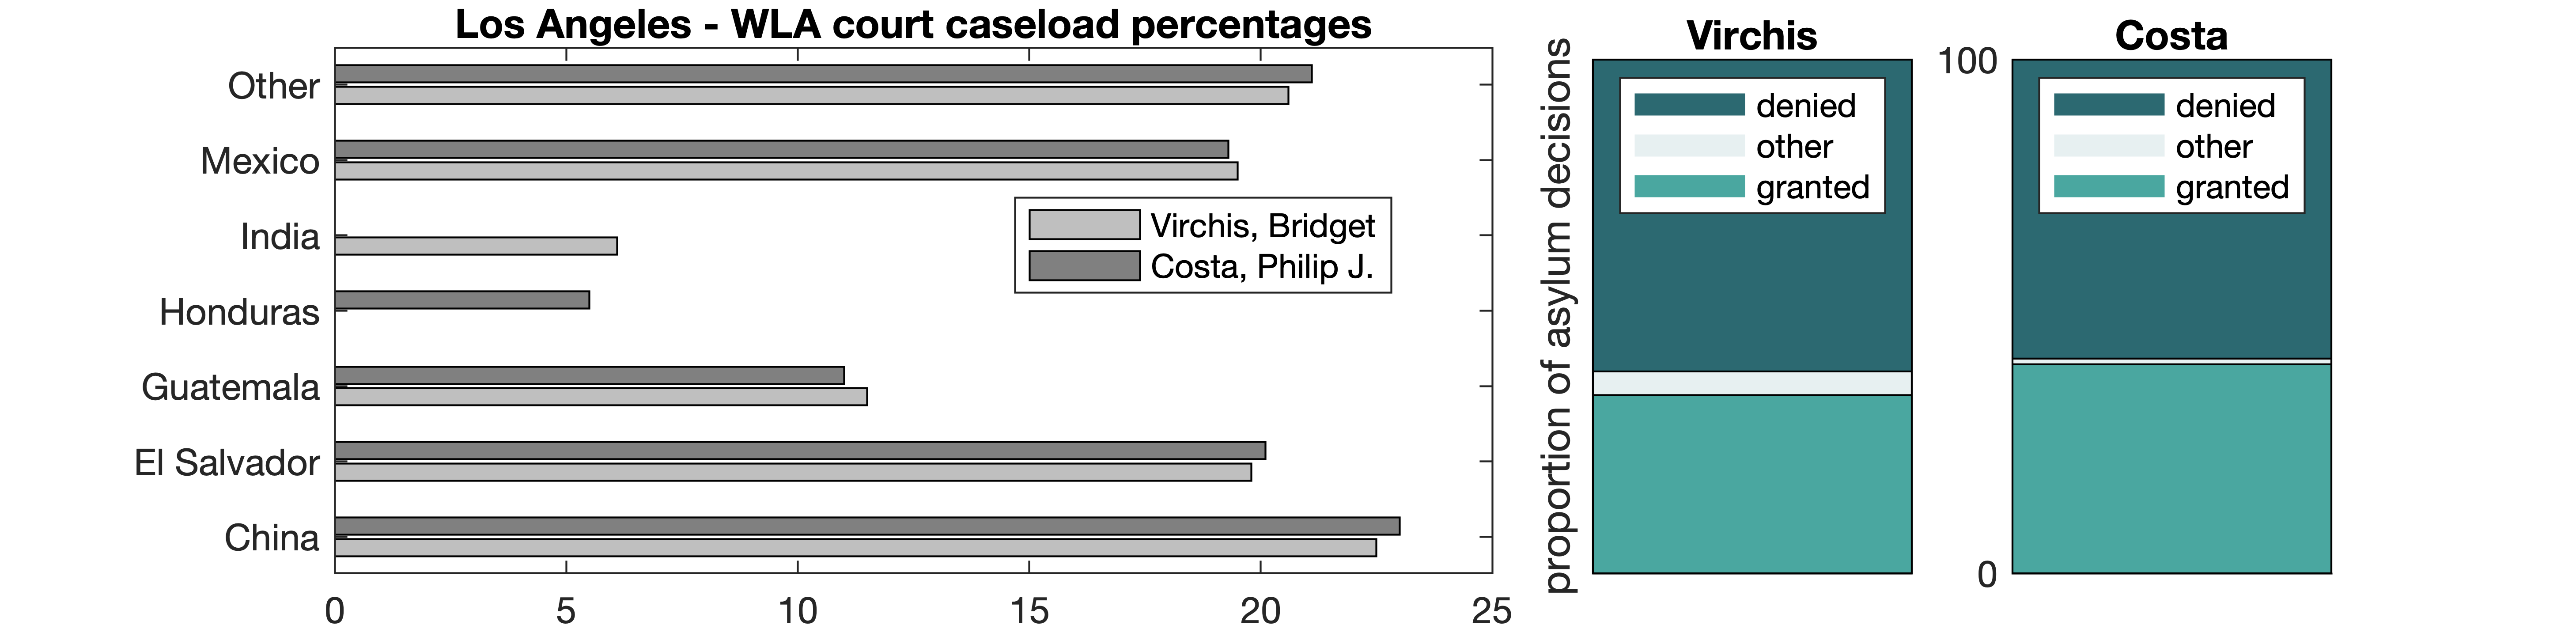 Los Angeles - WLA court caseload percentages
Other
Mexico
India
Honduras
Guatemala
El Salvador
China
0 5 10 15 20 25
Virchis, Bridget
Costa, Philip J.
proportion of asylum decisions
Virchis
denied
other
granted
Costa
100
0
denied
other
granted